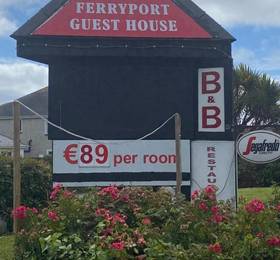 FERRYPORT
GUEST HOUSE
B&B
€89 per room
RESTAU
Segafredo